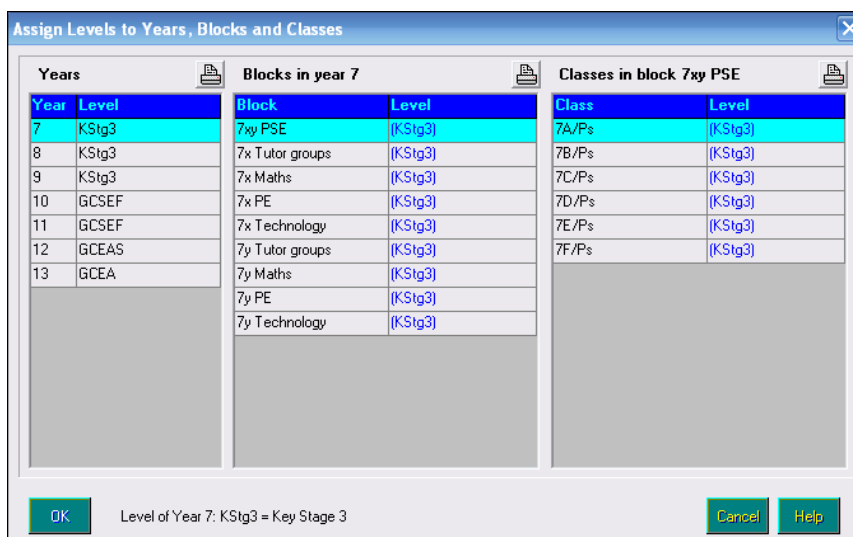 Assign Levels to Years, Blocks and Classes
Years
Year Level
7 KStg3
8 KStg3
9 KStg3
10 GCSEF
11 GCSEF
12 GCEAS
13 GCEA
Blocks in year 7
Block Level
7xy PSE (KStg3)
7x Tutor groups (KStg3)
7x Maths (KStg3)
7x PE (KStg3)
7x Technology (KStg3)
7y Tutor groups (KStg3)
7y Maths (KStg3)
7y PE (KStg3)
7y Technology (KStg3)
Classes in block 7xy PSE
Class Level
7A/Ps (KStg3)
7B/Ps (KStg3)
7C/Ps (KStg3)
7D/Ps (KStg3)
7E/Ps (KStg3)
7F/Ps (KStg3)
OK Level of Year 7: KStg3 = Key Stage 3 Cancel Help